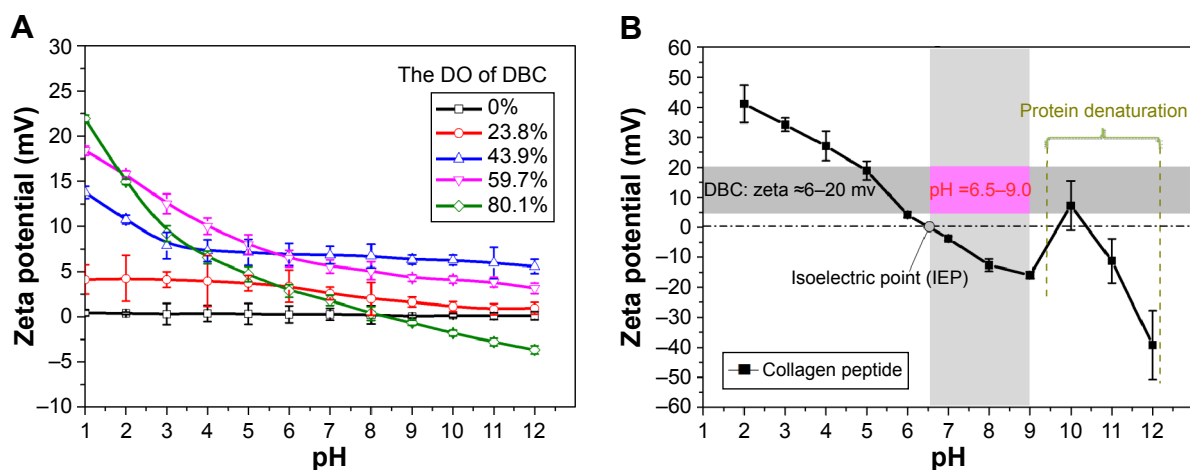 A
Zeta potential (mV)
30
25
20
15
10
5
0
–5
–10
The DO of DBC
0%
23.8%
43.9%
59.7%
80.1%
1 2 3 4 5 6 7 8 9 10 11 12
pH
B
Zeta potential (mV)
60
50
40
30
20
10
0
–10
–20
–30
–40
–50
–60
Protein denaturation
DBC: zeta ≈6–20 mv
pH =6.5–9.0
Isoelectric point (IEP)
Collagen peptide
1 2 3 4 5 6 7 8 9 10 11 12
pH